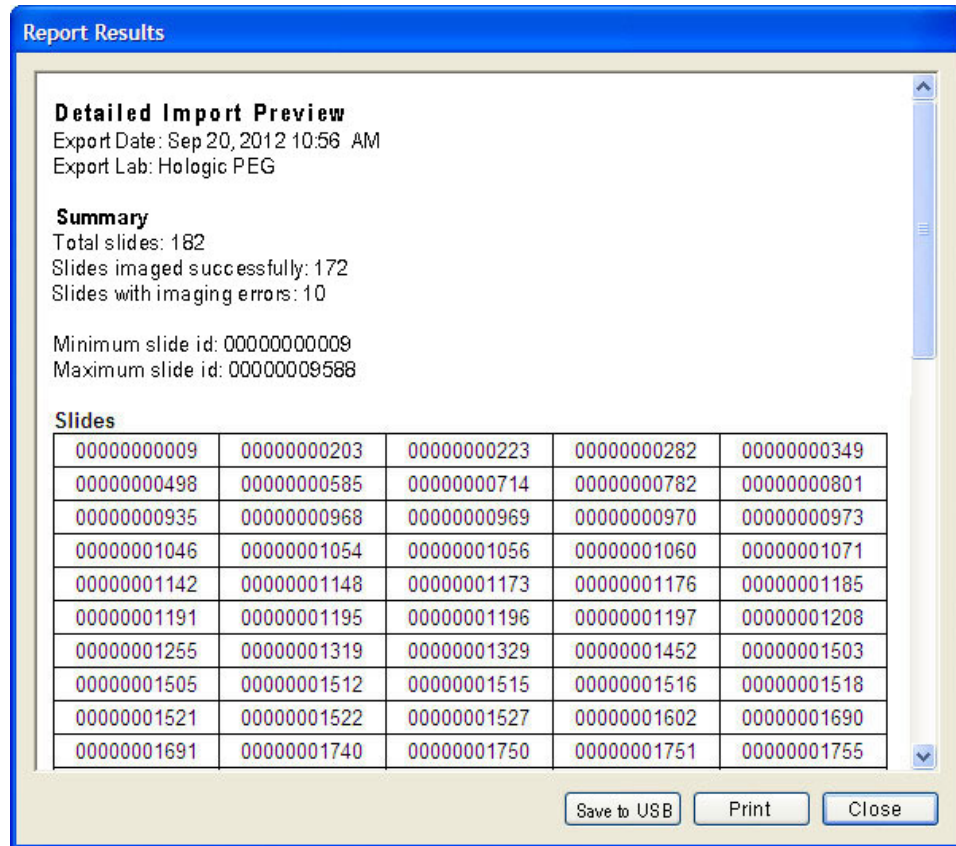 Report Results
Detailed Import Preview
Export Date: Sep 20, 2012 10:56 AM
Export Lab: Hologic PEG
Summary
Total slides: 182
Slides imaged successfully: 172
Slides with imaging errors: 10
Minimum slide id: 00000000009
Maximum slide id: 00000009588
Slides
00000000009 00000000203 00000000223 00000000282 00000000349
00000000498 00000000585 00000000714 00000000782 00000000801
00000000935 00000000968 00000000969 00000000970 00000000973
00000001046 00000001054 00000001056 00000001060 00000001071
00000001142 00000001148 00000001173 00000001176 00000001185
00000001191 00000001195 00000001196 00000001197 00000001208
00000001255 00000001319 00000001329 00000001452 00000001503
00000001505 00000001512 00000001515 00000001516 00000001518
00000001521 00000001522 00000001527 00000001602 00000001690
00000001691 00000001740 00000001750 00000001751 00000001755
Save to USB Print Close